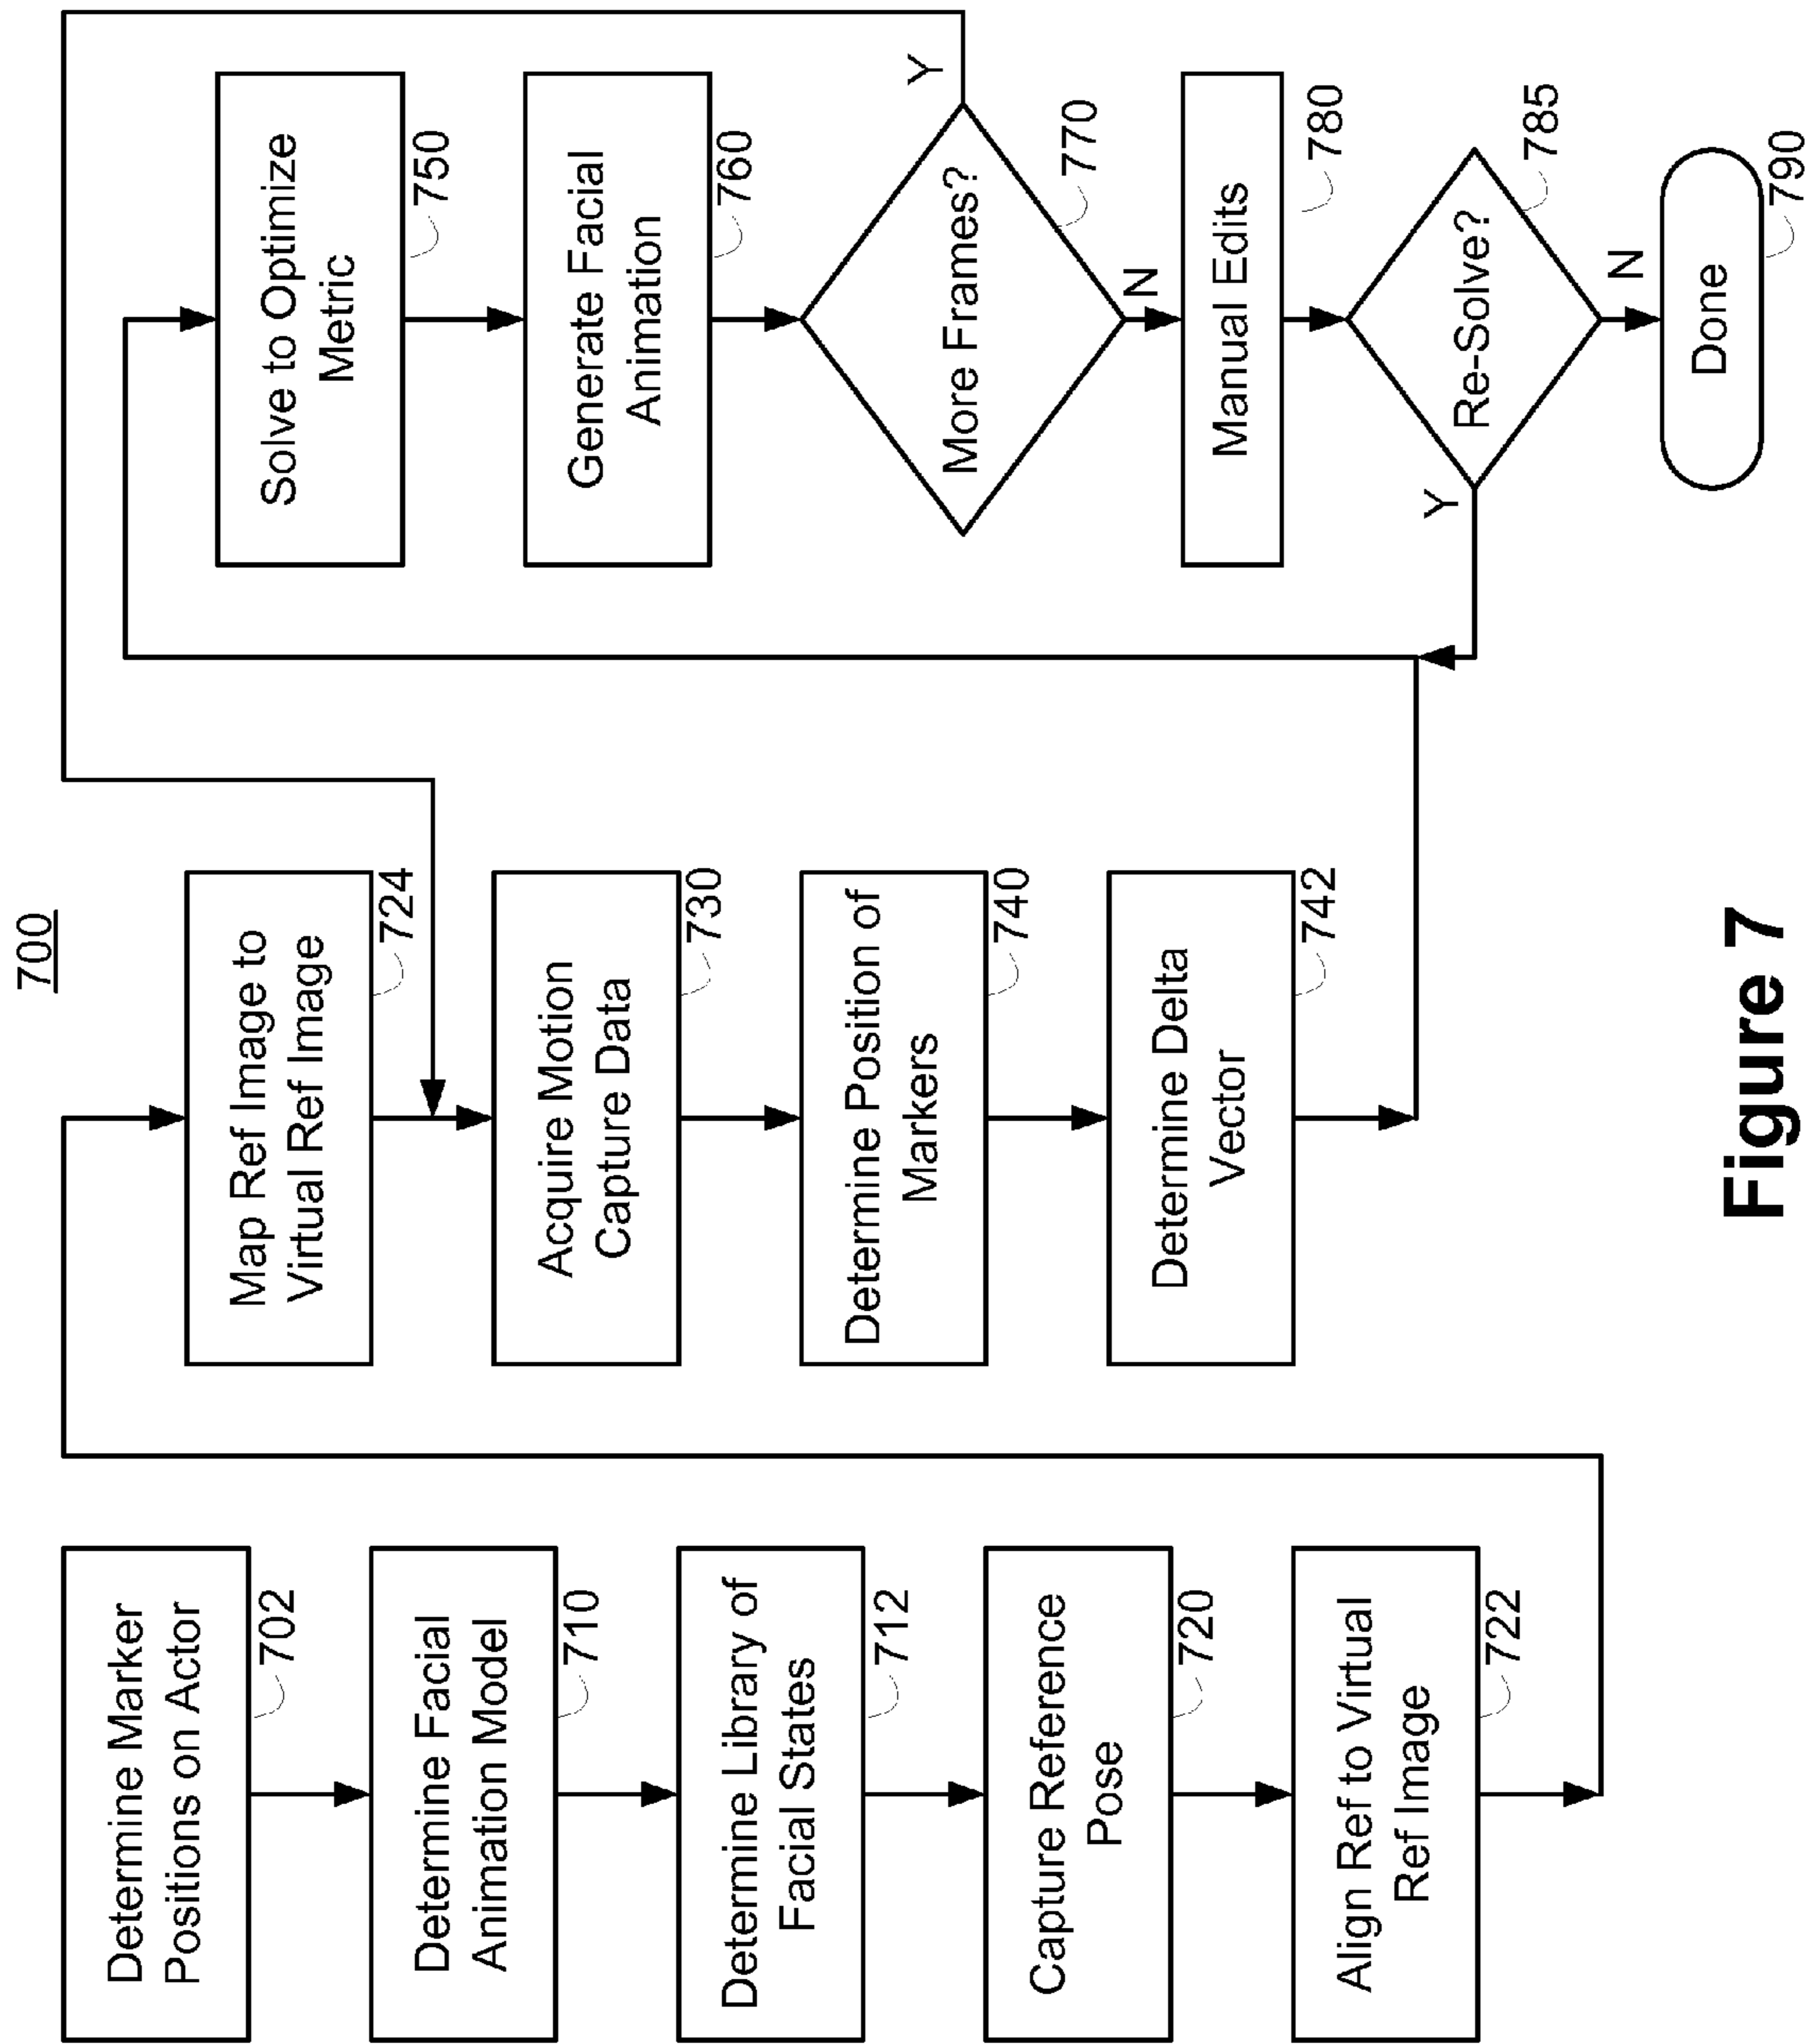 700
Determine Marker
Positions on Actor
702
Determine Facial
Animation Model
710
Determine Library of
Facial States
712
Capture Reference
Pose
720
Align Ref to Virtual
Ref Image
722
Map Ref Image to
Virtual Ref Image
724
Acquire Motion
Capture Data
730
Determine Position of
Markers
740
Determine Delta
Vector
742
Solve to Optimize
Metric
750
Generate Facial
Animation
760
More Frames?
Y
770
N
Manual Edits
780
Re-Solve?
Y
785
N
Done
790
Figure 7